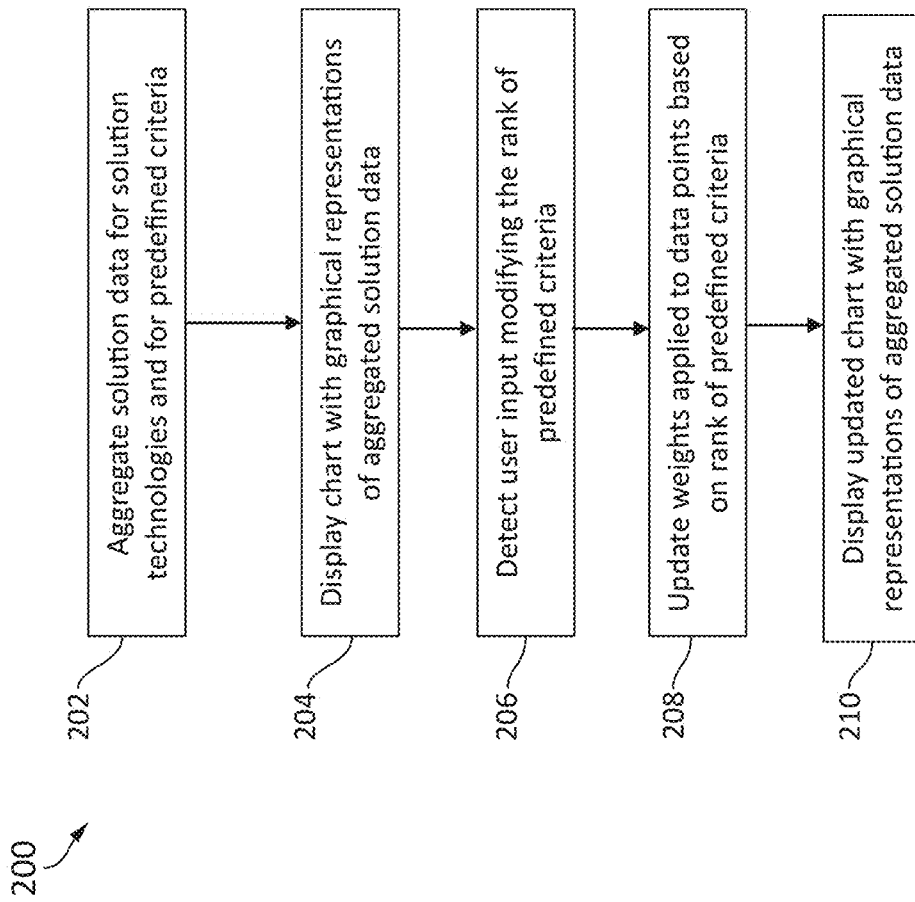 200
202
Aggregate solution data for solution
technologies and for predefined criteria
204
Display chart with graphical representations
of aggregated solution data
206
Detect user input modifying the rank of
predefined criteria
208
Update weights applied to data points based
on rank of predefined criteria
210
Display updated chart with graphical
representations of aggregated solution data